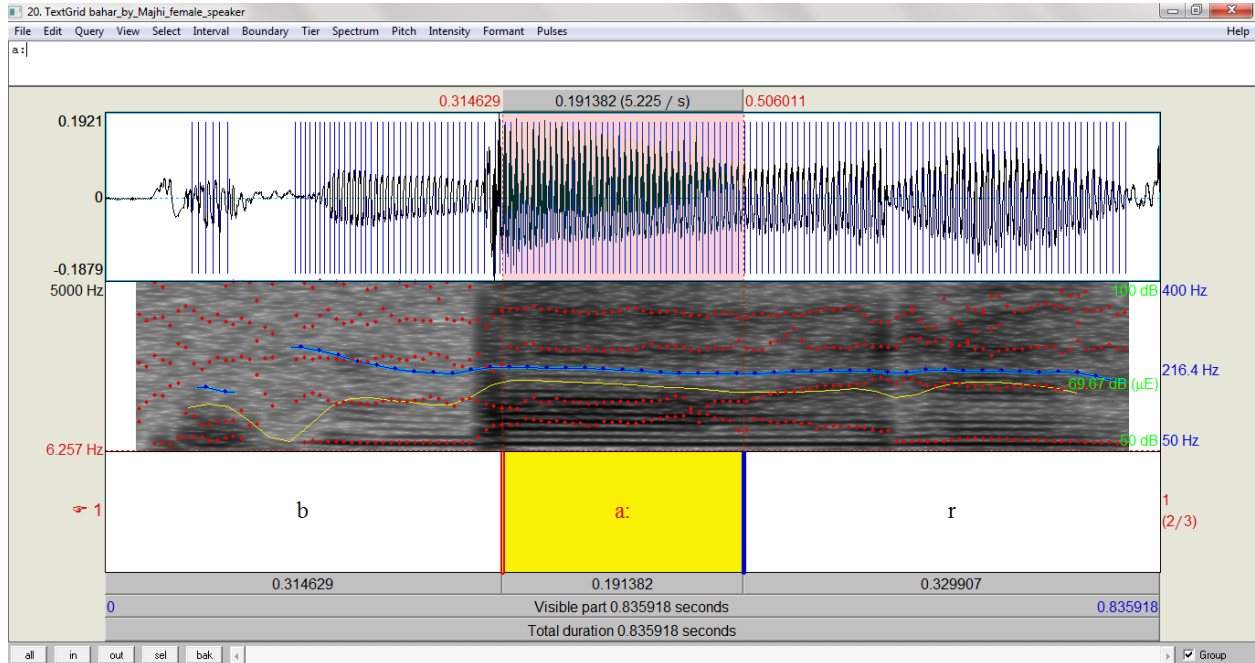 20. TextGrid bahar_by_Majhi_female_speaker
File Edit Query View Select Interval Boundary Tier Spectrum Pitch Intensity Formant Pulses Help
a:
0.314629 0.191382 (5.225 / s) 0.506011
0.1921
0
-0.1879
5000 Hz 100 dB 400 Hz
216.4 Hz
69.67 dB (µE)
6.257 Hz 50 dB 50 Hz
☞ 1 b a: r 1
(2/3)
0.314629 0.191382 0.329907
0 Visible part 0.835918 seconds 0.835918
Total duration 0.835918 seconds
all in out sel bak Group